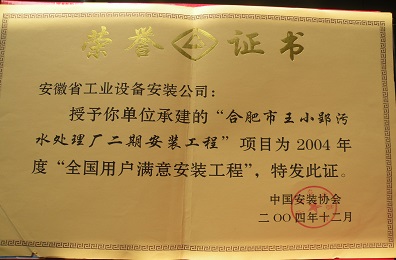 荣誉证书
安徽省工业设备安装公司：
授予你单位承建的“合肥市王小郢污
水处理厂二期安装工程”项目为2004年
度“全国用户满意安装工程”，特发此证。
中国安装协会
二〇〇四年十二月